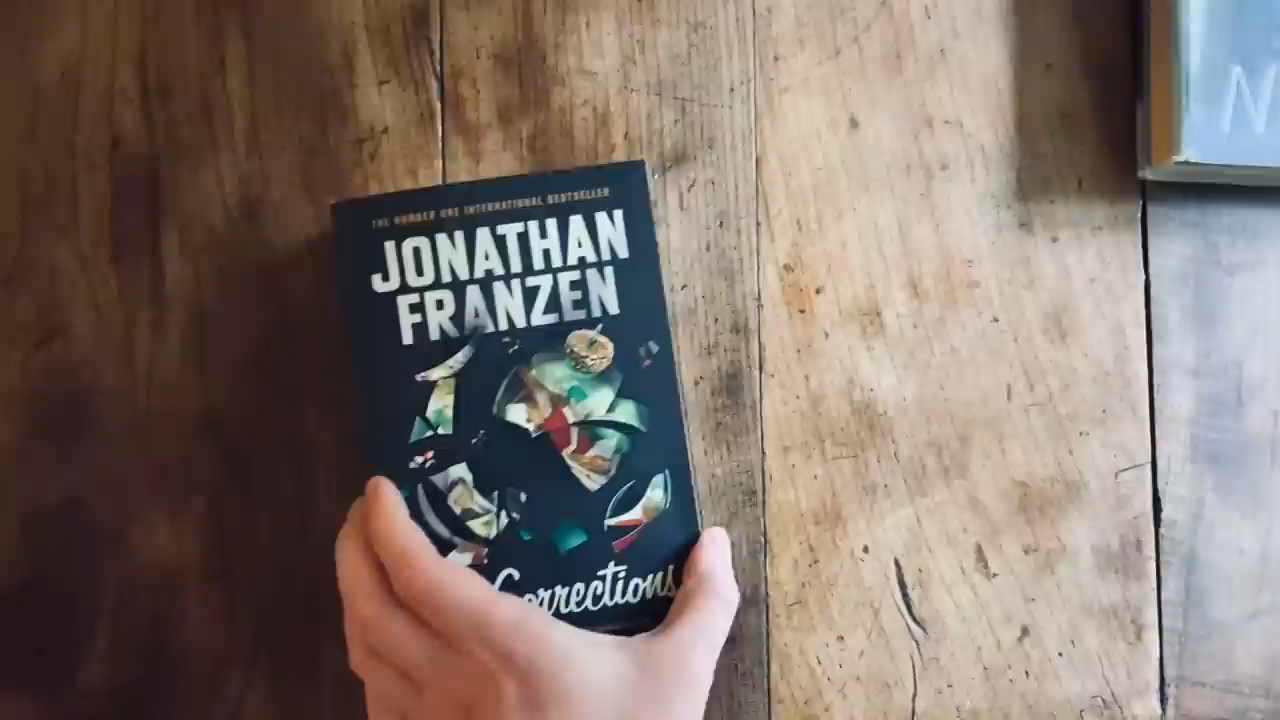 THE NUMBER ONE INTERNATIONAL BESTSELLER
JONATHAN
FRANZEN
Corrections
N